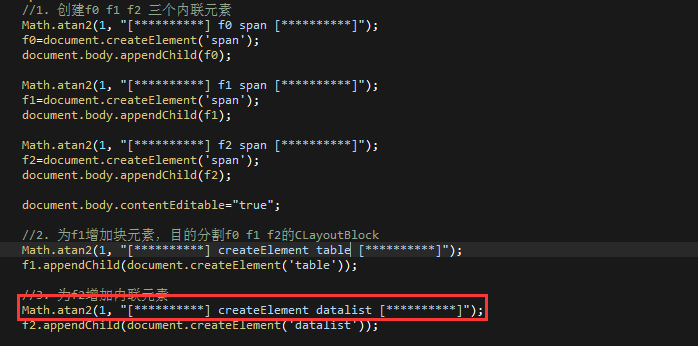 //1. 创建f0 f1 f2 三个内联元素
Math.atan2(1, "[**********] f0 span [**********]");
f0=document.createElement('span');
document.body.appendChild(f0);
Math.atan2(1, "[**********] f1 span [**********]");
f1=document.createElement('span');
document.body.appendChild(f1);
Math.atan2(1, "[**********] f2 span [**********]");
f2=document.createElement('span');
document.body.appendChild(f2);
document.body.contentEditable="true";
//2. 为f1增加块元素，目的分割f0 f1 f2的CLayoutBlock
Math.atan2(1, "[**********] createElement table [**********]");
f1.appendChild(document.createElement('table'));
//3. 为f2增加内联元素
Math.atan2(1, "[**********] createElement datalist [**********]");
f2.appendChild(document.createElement('datalist'));